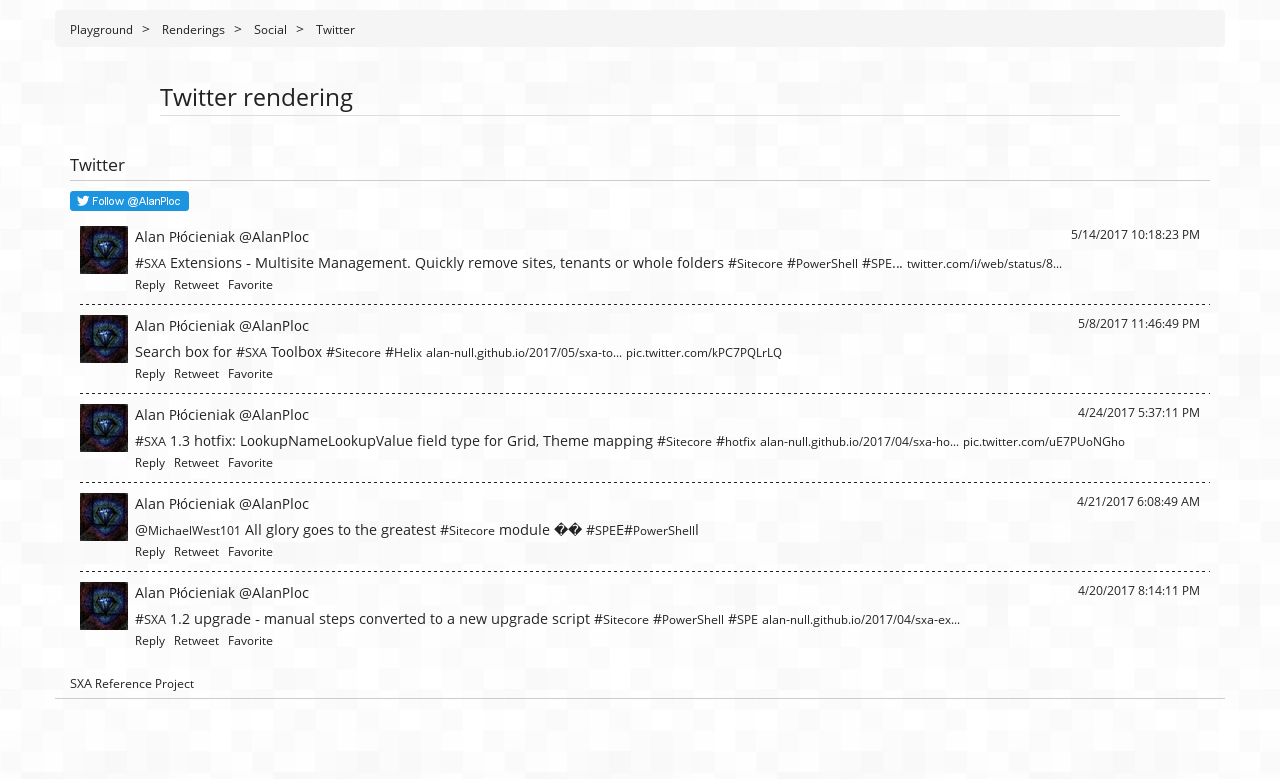 Playground > Renderings > Social > Twitter
Twitter rendering
Twitter
Follow @AlanPloc
Alan Płócieniak @AlanPloc 5/14/2017 10:18:23 PM
#SXA Extensions - Multisite Management. Quickly remove sites, tenants or whole folders #Sitecore #PowerShell #SPE… twitter.com/i/web/status/8…
Reply Retweet Favorite
Alan Płócieniak @AlanPloc 5/8/2017 11:46:49 PM
Search box for #SXA Toolbox #Sitecore #Helix alan-null.github.io/2017/05/sxa-to… pic.twitter.com/kPC7PQLrLQ
Reply Retweet Favorite
Alan Płócieniak @AlanPloc 4/24/2017 5:37:11 PM
#SXA 1.3 hotfix: LookupNameLookupValue field type for Grid, Theme mapping #Sitecore #hotfix alan-null.github.io/2017/04/sxa-ho… pic.twitter.com/uE7PUoNGho
Reply Retweet Favorite
Alan Płócieniak @AlanPloc 4/21/2017 6:08:49 AM
@MichaelWest101 All glory goes to the greatest #Sitecore module �� #SPEE#PowerShelll
Reply Retweet Favorite
Alan Płócieniak @AlanPloc 4/20/2017 8:14:11 PM
#SXA 1.2 upgrade - manual steps converted to a new upgrade script #Sitecore #PowerShell #SPE alan-null.github.io/2017/04/sxa-ex…
Reply Retweet Favorite
SXA Reference Project